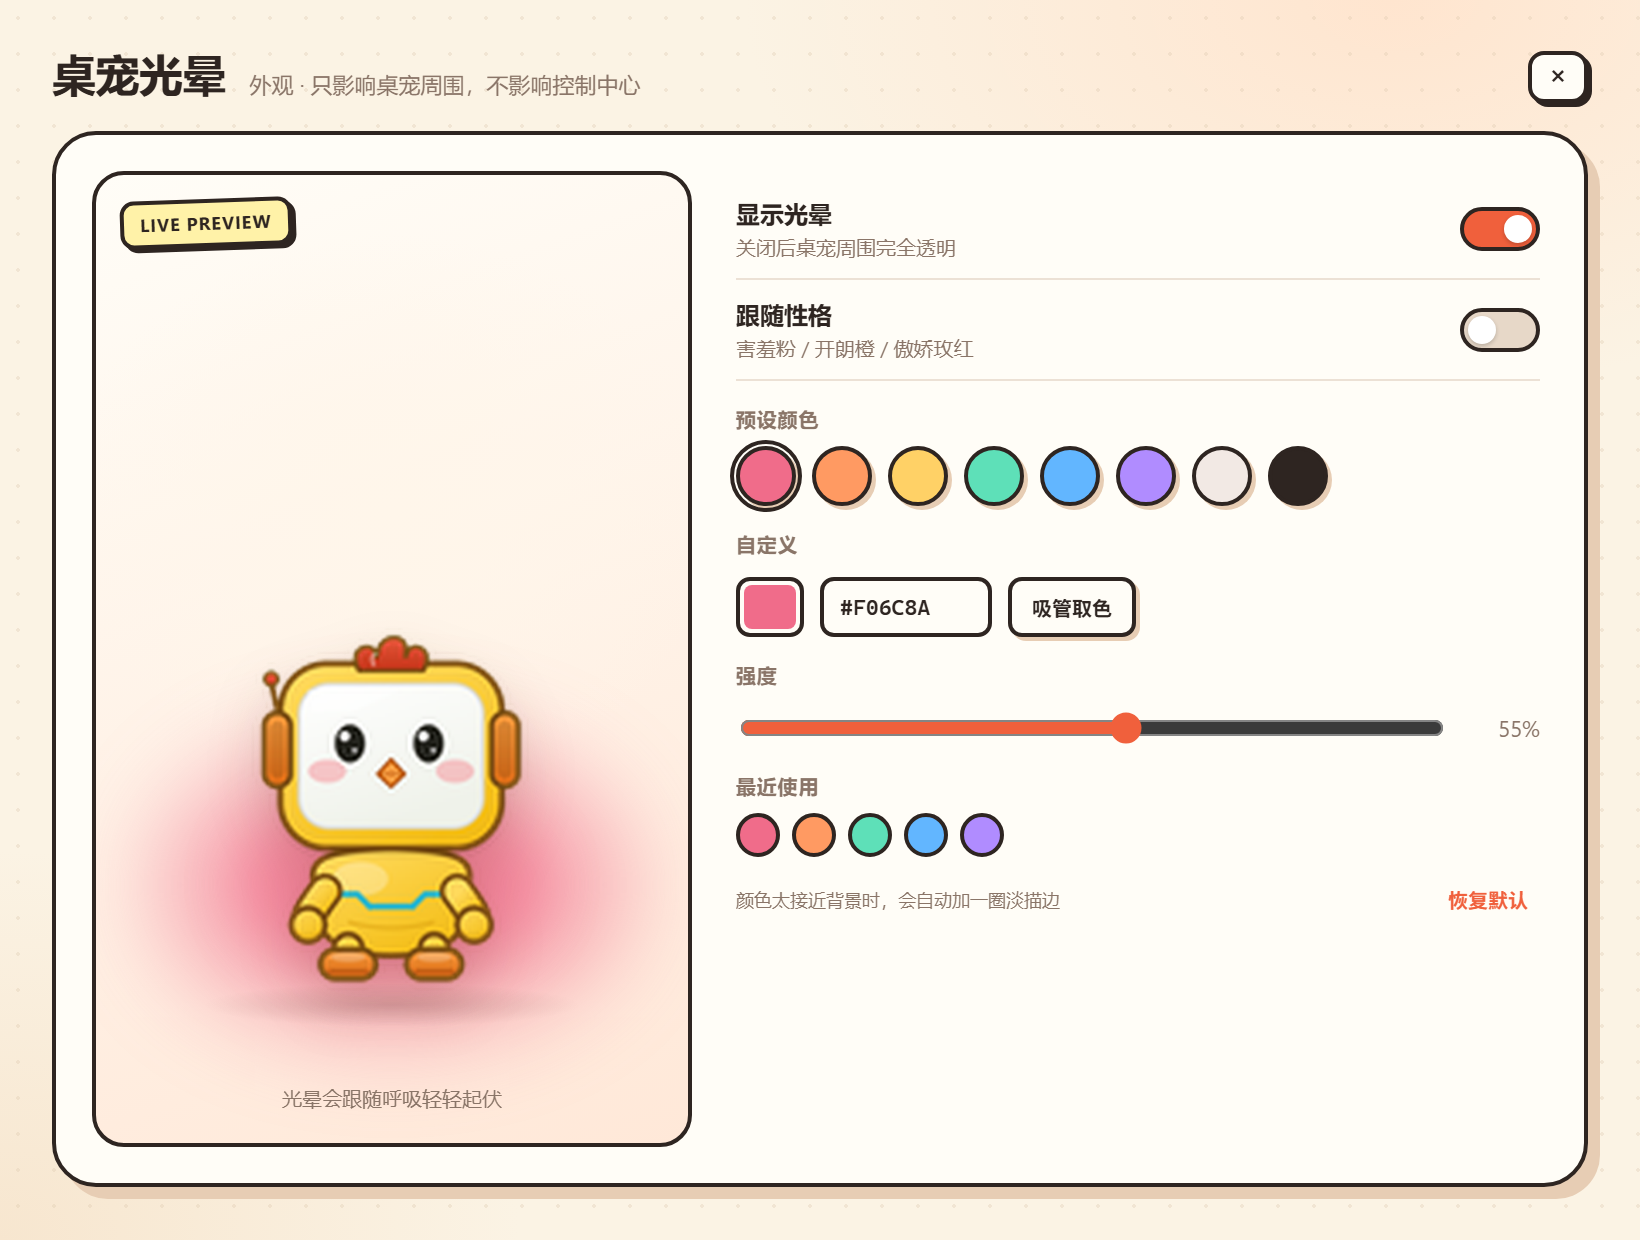 桌宠光晕
外观 · 只影响桌宠周围，不影响控制中心
×
LIVE PREVIEW
光晕会跟随呼吸轻轻起伏
显示光晕
关闭后桌宠周围完全透明
跟随性格
害羞粉 / 开朗橙 / 傲娇玫红
预设颜色
自定义
#F06C8A
吸管取色
强度
55%
最近使用
颜色太接近背景时，会自动加一圈淡描边
恢复默认